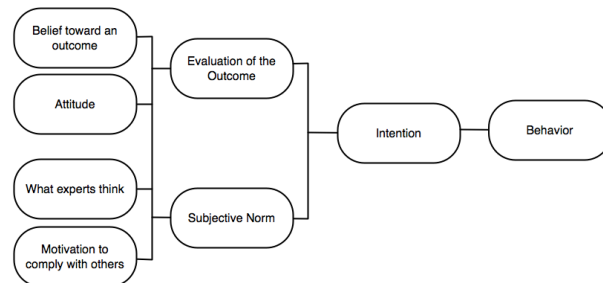 Belief toward an
outcome
Attitude
What experts think
Motivation to
comply with others
Evaluation of the
Outcome
Subjective Norm
Intention
Behavior